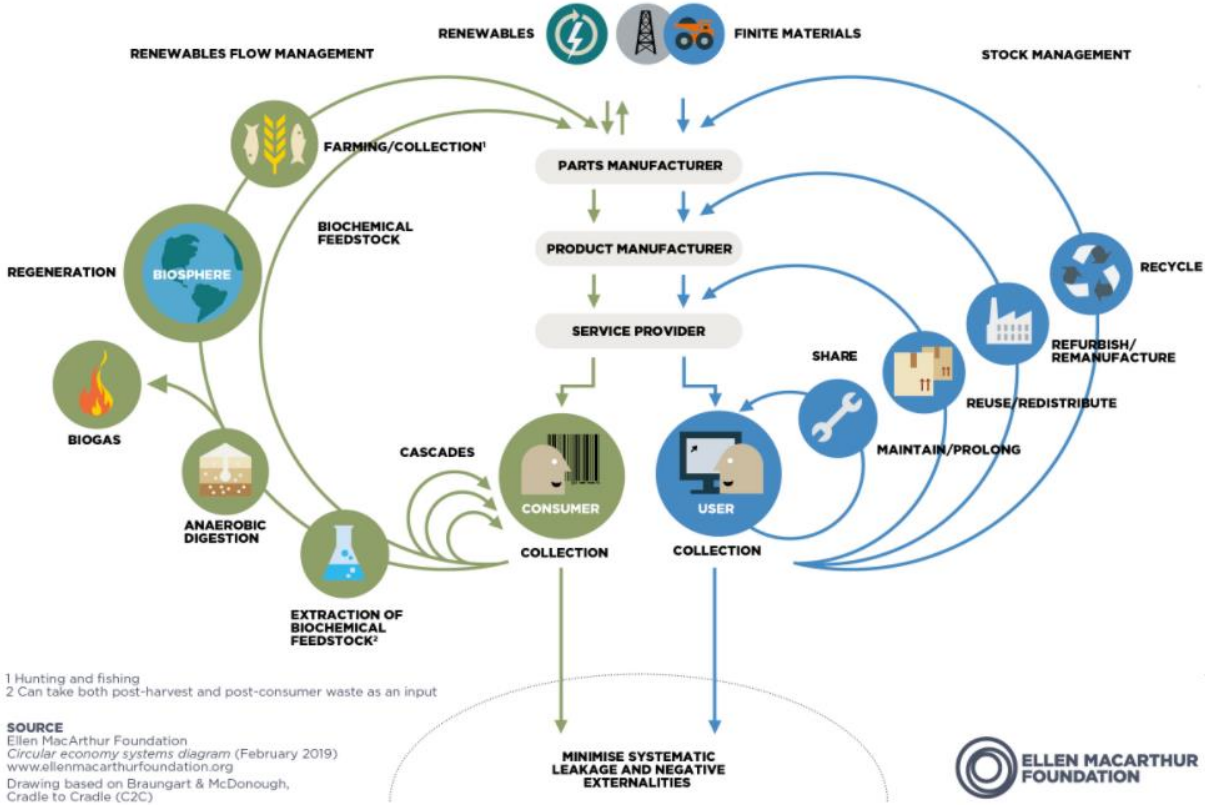 RENEWABLES
FINITE MATERIALS
RENEWABLES FLOW MANAGEMENT
STOCK MANAGEMENT
FARMING/COLLECTION¹
PARTS MANUFACTURER
BIOCHEMICAL
FEEDSTOCK
PRODUCT MANUFACTURER
REGENERATION
BIOSPHERE
RECYCLE
SERVICE PROVIDER
SHARE
REFURBISH/
REMANUFACTURE
REUSE/REDISTRIBUTE
BIOGAS
CASCADES
MAINTAIN/PROLONG
CONSUMER
USER
ANAEROBIC
DIGESTION
COLLECTION
COLLECTION
EXTRACTION OF
BIOCHEMICAL
FEEDSTOCK²
1 Hunting and fishing
2 Can take both post-harvest and post-consumer waste as an input
SOURCE
Ellen MacArthur Foundation
Circular economy systems diagram (February 2019)
www.ellenmacarthurfoundation.org
Drawing based on Braungart & McDonough,
Cradle to Cradle (C2C)
MINIMISE SYSTEMATIC
LEAKAGE AND NEGATIVE
EXTERNALITIES
ELLEN MACARTHUR
FOUNDATION